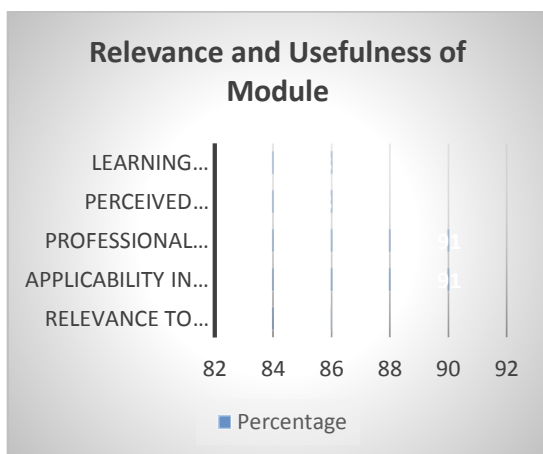 Relevance and Usefulness of
Module
LEARNING...
PERCEIVED...
PROFESSIONAL...
91
APPLICABILITY IN...
91
RELEVANCE TO...
82 84 86 88 90 92
Percentage